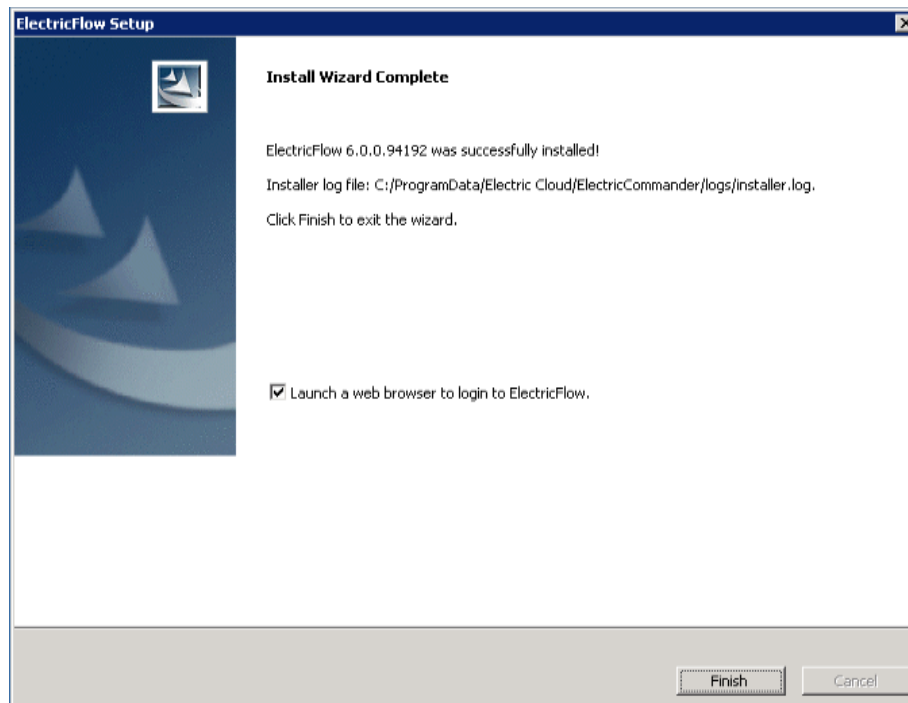 ElectricFlow Setup
Install Wizard Complete
ElectricFlow 6.0.0.94192 was successfully installed!
Installer log file: C:/ProgramData/Electric Cloud/ElectricCommander/logs/installer.log.
Click Finish to exit the wizard.
Launch a web browser to login to ElectricFlow.
Finish
Cancel